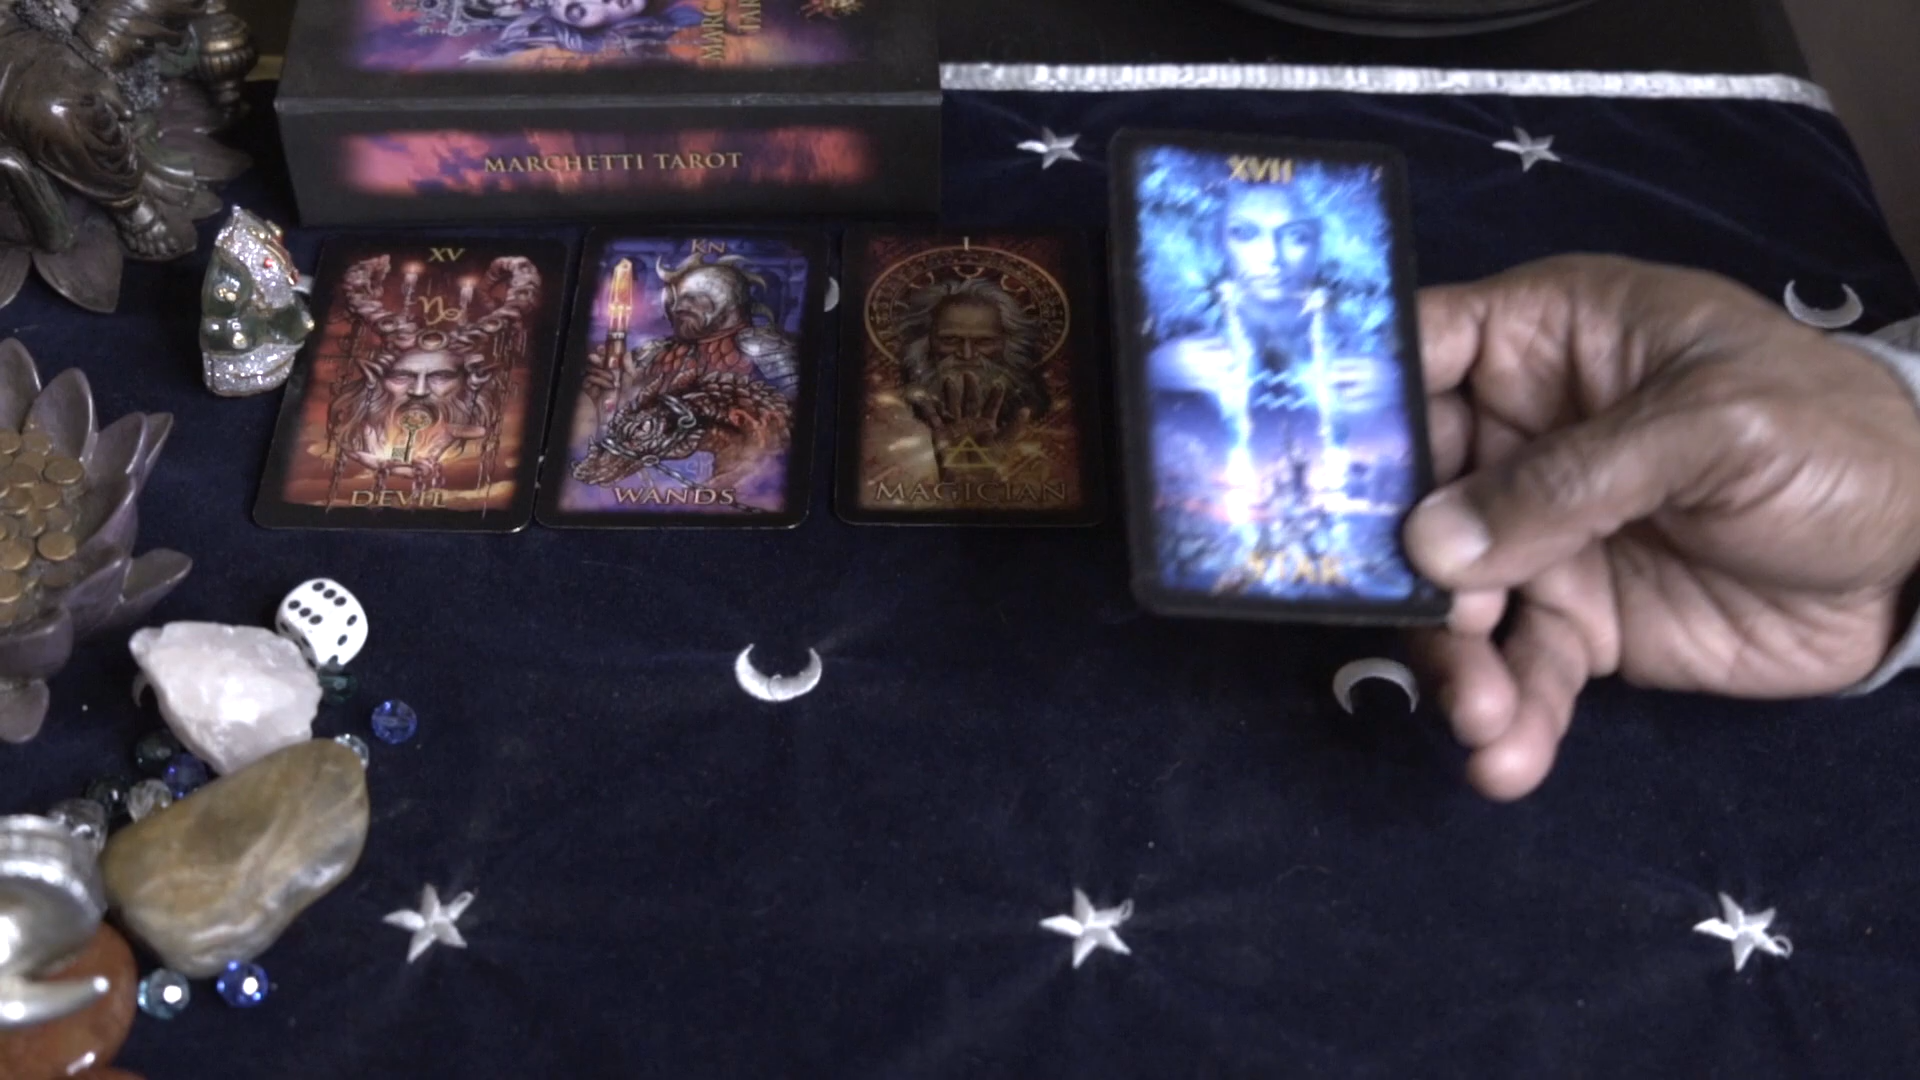 MARCHETTI TAROT
XV
DEVIL
KN
WANDS
I
MAGICIAN
XVII
STAR